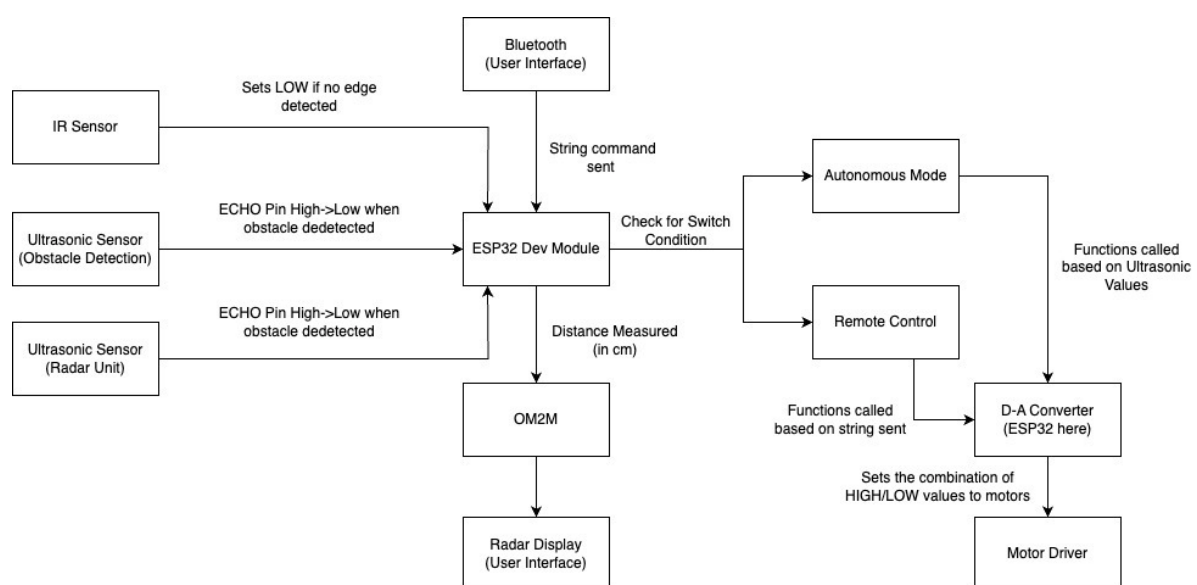 Bluetooth
(User Interface)
Sets LOW if no edge
detected
IR Sensor
String command
sent
Autonomous Mode
ECHO Pin High->Low when
obstacle dedetected
Ultrasonic Sensor
(Obstacle Detection)
ESP32 Dev Module
Check for Switch
Condition
Functions called
based on Ultrasonic
Values
ECHO Pin High->Low when
obstacle dedetected
Ultrasonic Sensor
(Radar Unit)
Distance Measured
(in cm)
Remote Control
OM2M
Functions called
based on string sent
D-A Converter
(ESP32 here)
Sets the combination of
HIGH/LOW values to motors
Radar Display
(User Interface)
Motor Driver